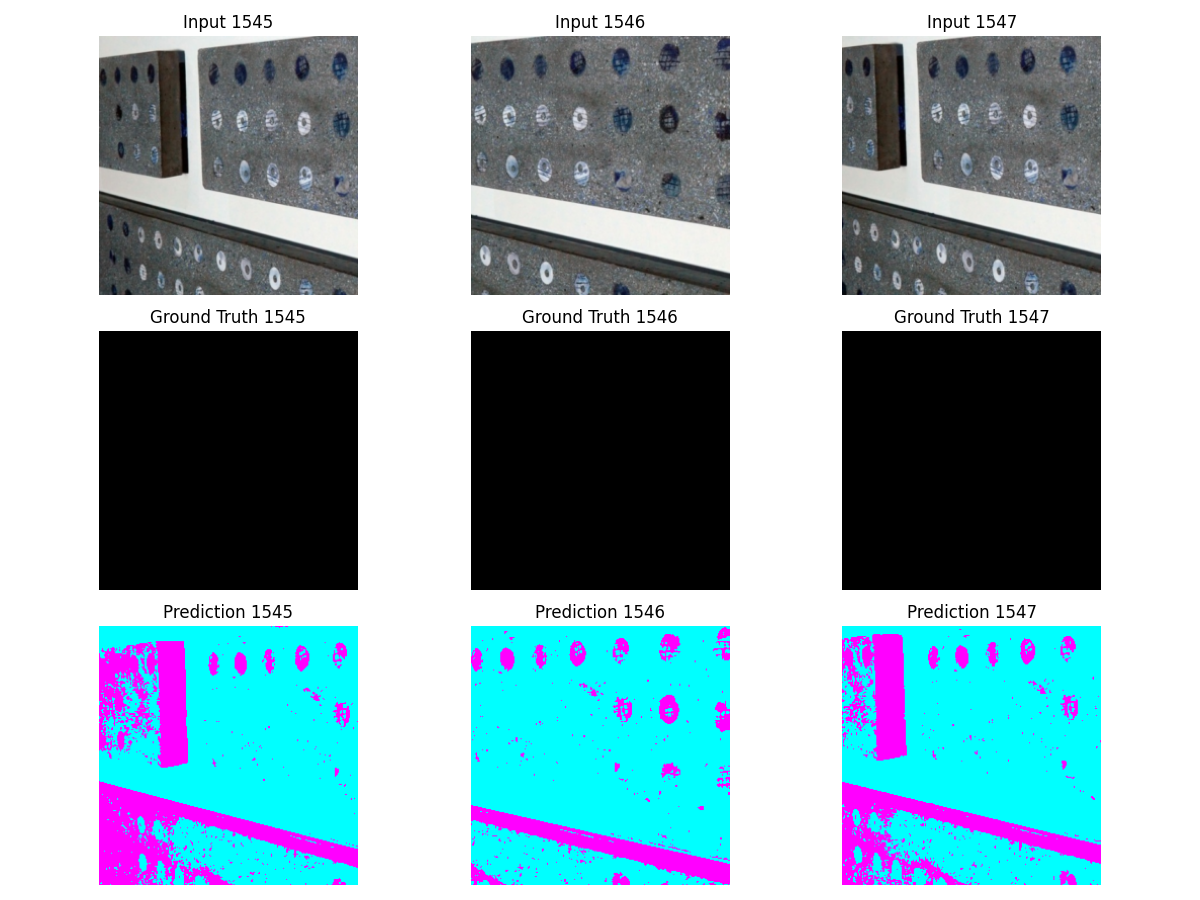 Input 1545
Input 1546
Input 1547
Ground Truth 1545
Ground Truth 1546
Ground Truth 1547
Prediction 1545
Prediction 1546
Prediction 1547